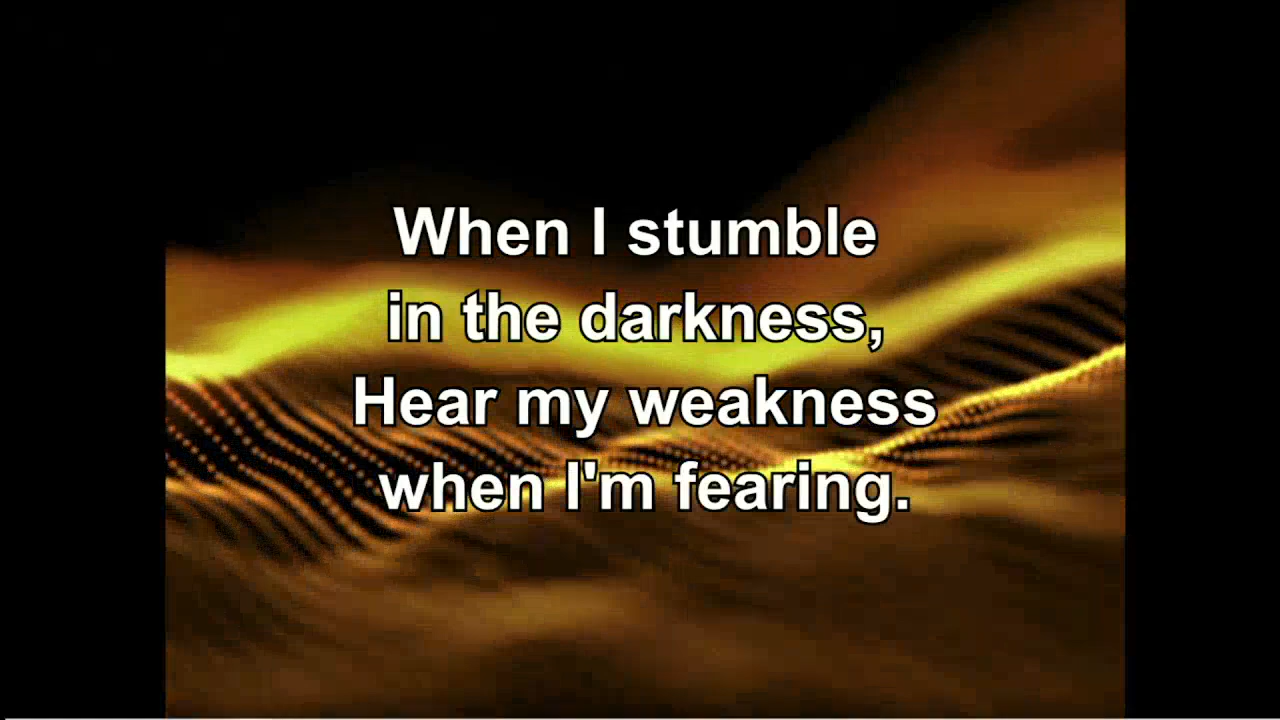 When I stumble
in the darkness,
Hear my weakness
when I'm fearing.